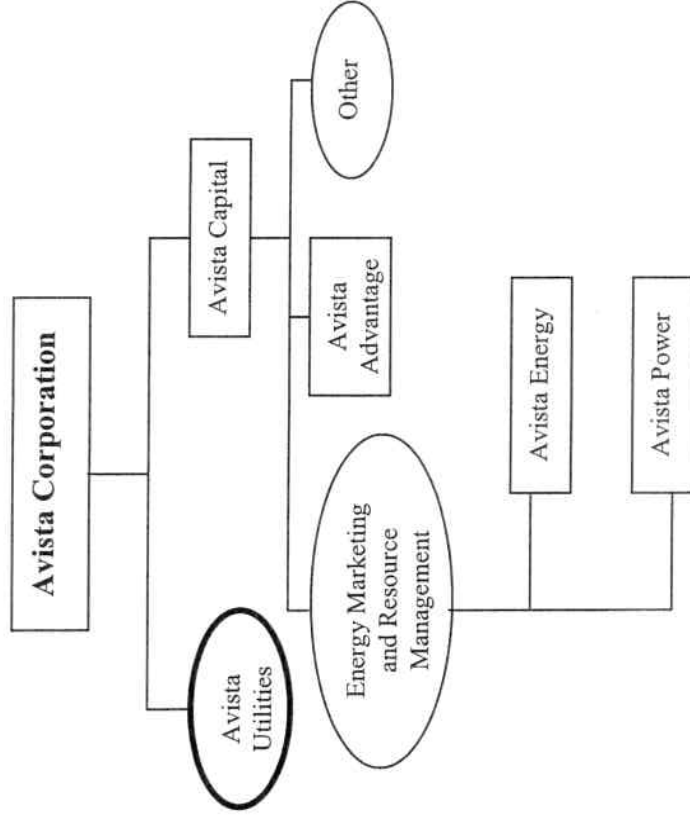 Avista Corporation
Avista
Utilities
Avista Capital
Energy Marketing
and Resource
Management
Avista
Advantage
Other
Avista Energy
Avista Power